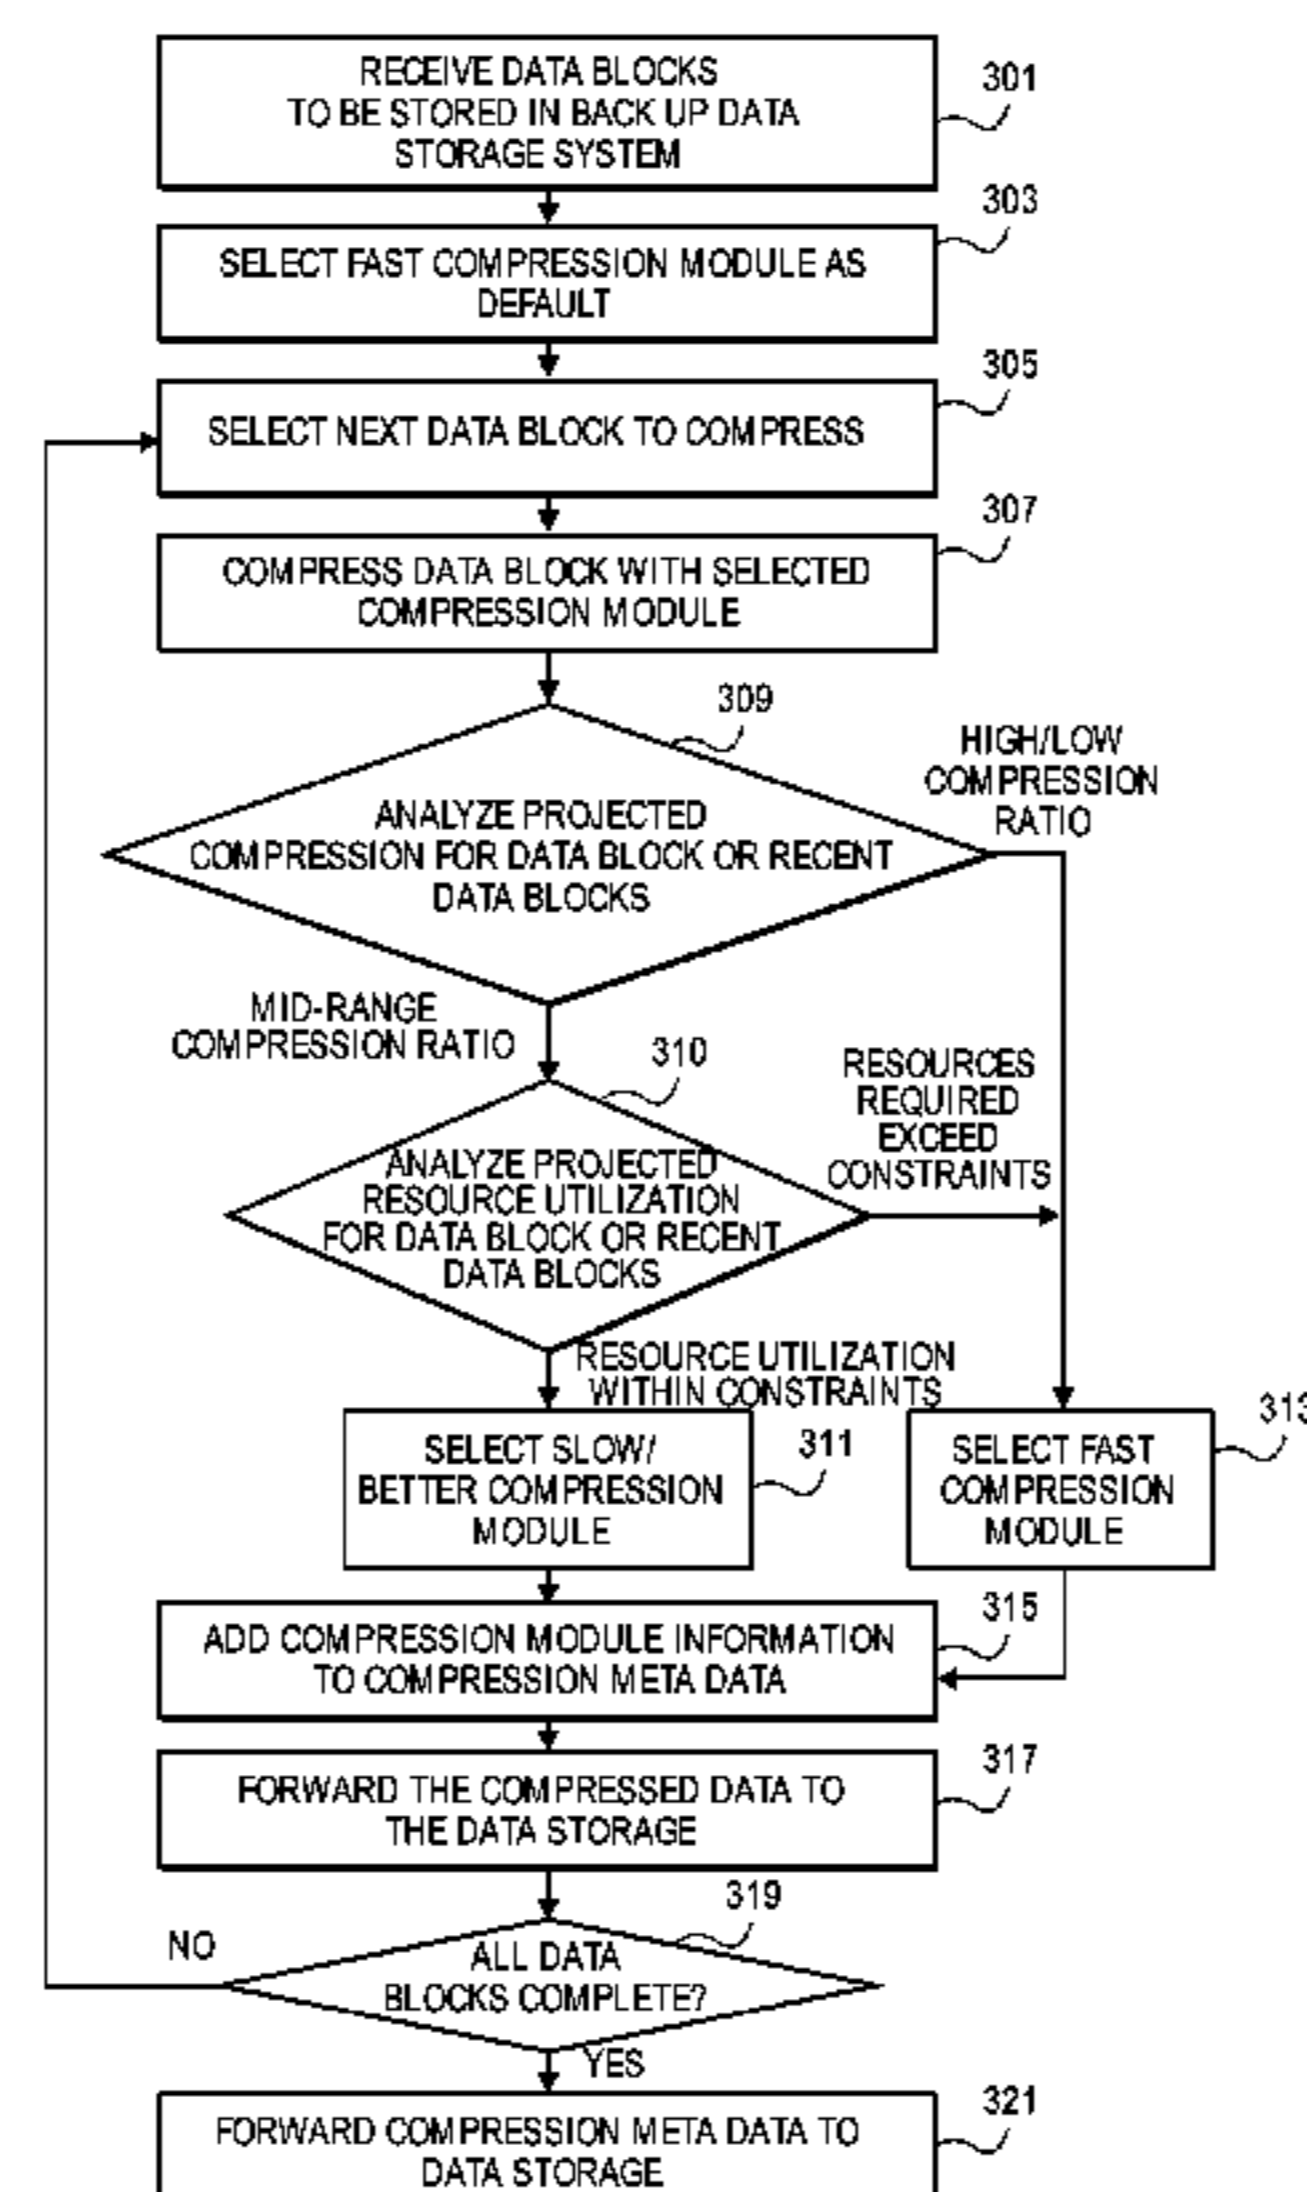 RECEIVE DATA BLOCKS
TO BE STORED IN BACK UP DATA
STORAGE SYSTEM
301
303
SELECT FAST COMPRESSION MODULE AS
DEFAULT
305
SELECT NEXT DATA BLOCK TO COMPRESS
307
COMPRESS DATA BLOCK WITH SELECTED
COMPRESSION MODULE
309
HIGH/LOW
COMPRESSION
RATIO
ANALYZE PROJECTED
COMPRESSION FOR DATA BLOCK OR RECENT
DATA BLOCKS
MID-RANGE
COMPRESSION RATIO
310
RESOURCES
REQUIRED
EXCEED
CONSTRAINTS
ANALYZE PROJECTED
RESOURCE UTILIZATION
FOR DATA BLOCK OR RECENT
DATA BLOCKS
RESOURCE UTILIZATION
WITHIN CONSTRAINTS
SELECT SLOW/
BETTER COMPRESSION
MODULE
311
SELECT FAST
COMPRESSION
MODULE
313
315
ADD COMPRESSION MODULE INFORMATION
TO COMPRESSION META DATA
317
FORWARD THE COMPRESSED DATA TO
THE DATA STORAGE
319
NO
ALL DATA
BLOCKS COMPLETE?
YES
321
FORWARD COMPRESSION META DATA TO
DATA STORAGE